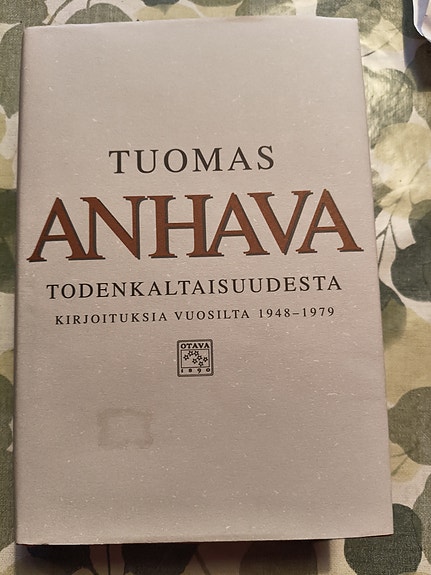 TUOMAS
ANHAVA
TODENKALTAISUUDESTA
KIRJOITUKSIA VUOSILTA 1948–1979
OTAVA
1890